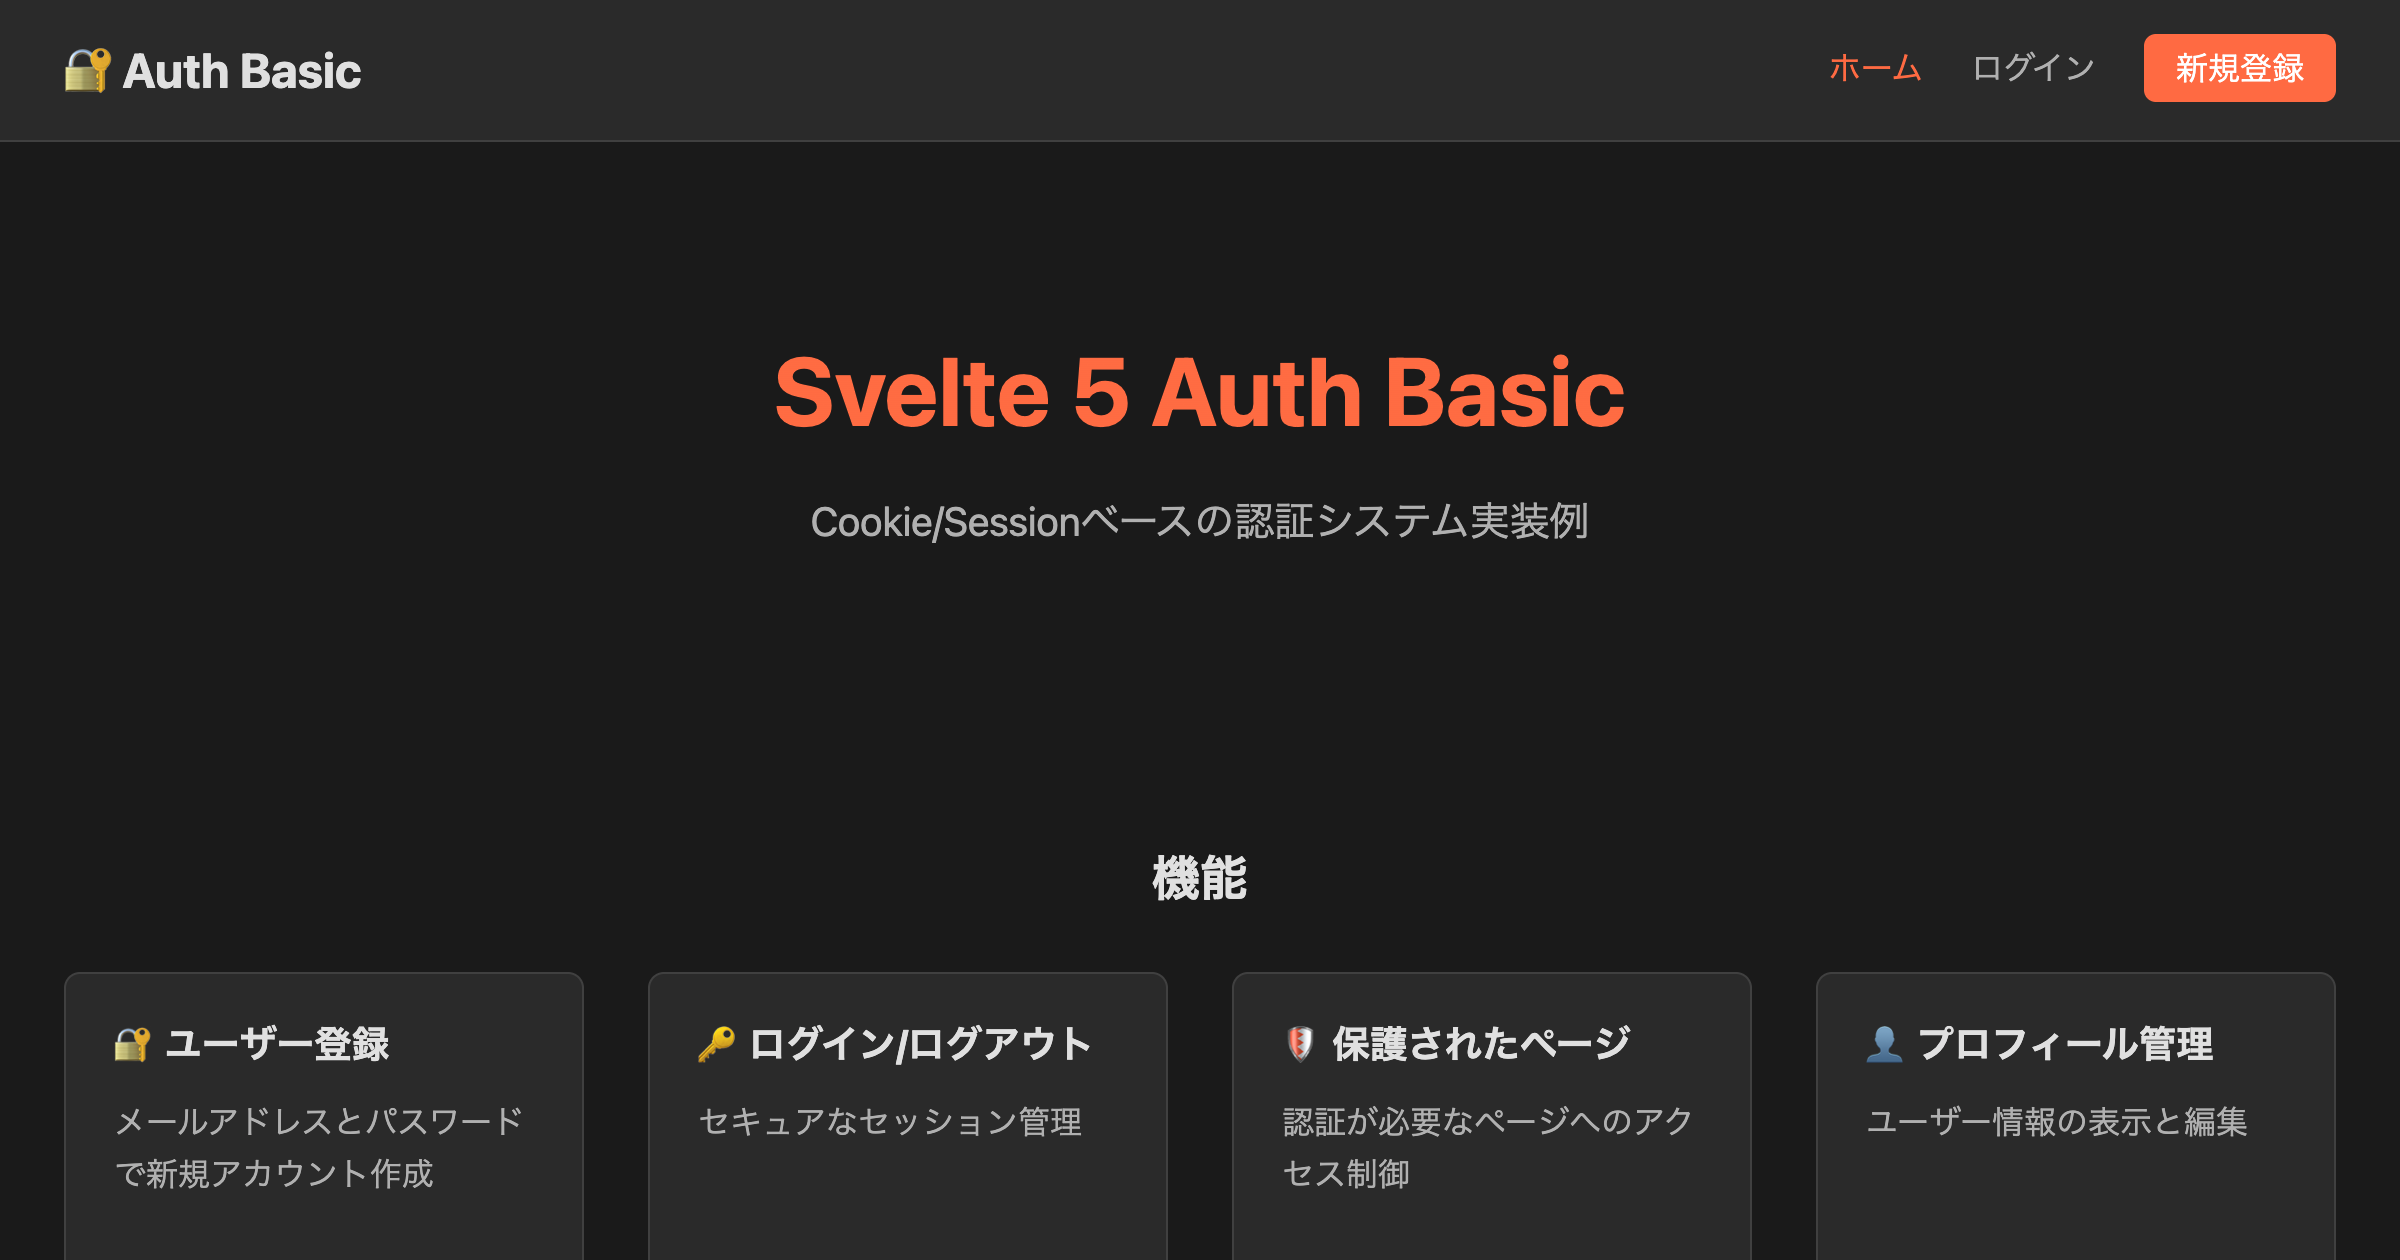 Auth Basic
ホーム
ログイン
新規登録
Svelte 5 Auth Basic
Cookie/Sessionベースの認証システム実装例
機能
ユーザー登録
メールアドレスとパスワード
で新規アカウント作成
ログイン/ログアウト
セキュアなセッション管理
保護されたページ
認証が必要なページへのアク
セス制御
プロフィール管理
ユーザー情報の表示と編集